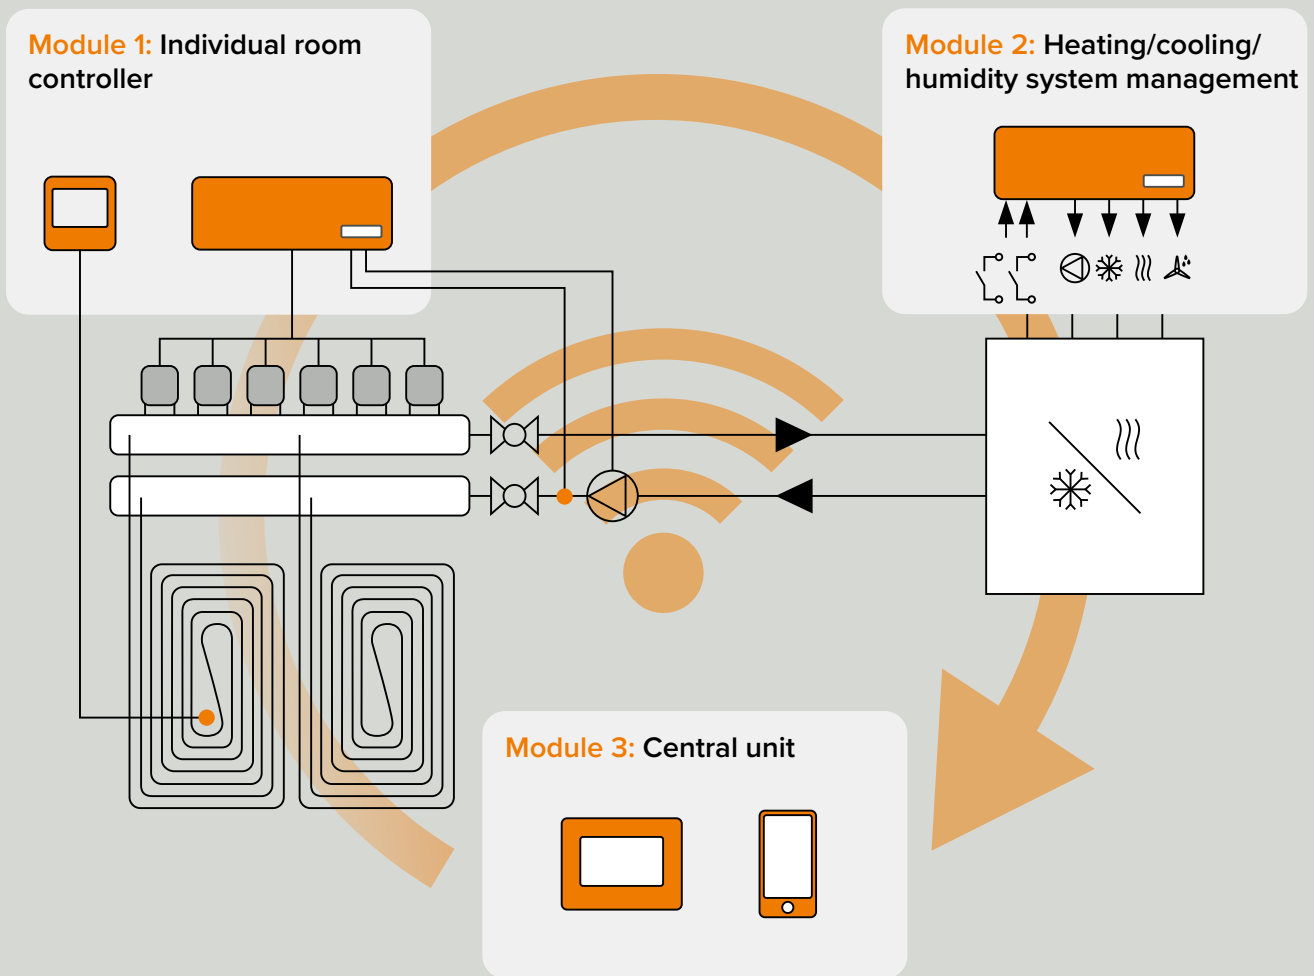 Module 1: Individual room
controller
Module 2: Heating/cooling/
humidity system management
Module 3: Central unit